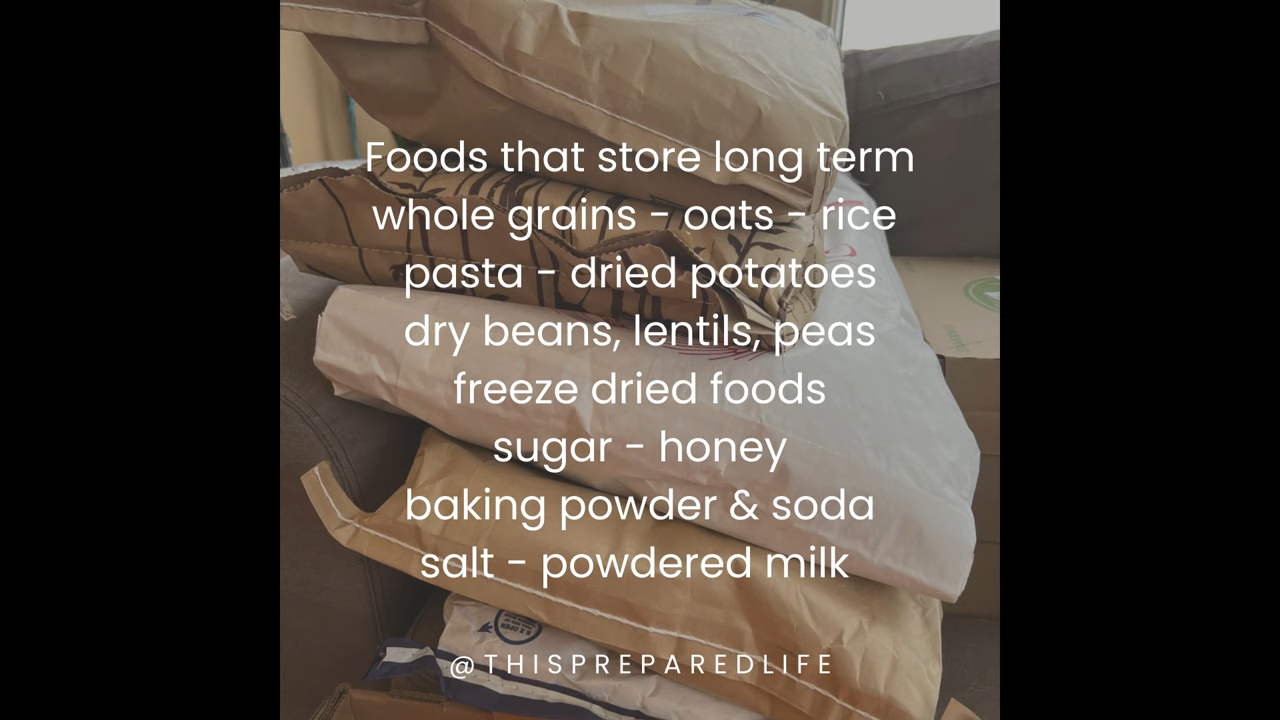 Foods that store long term
whole grains - oats - rice
pasta - dried potatoes
dry beans, lentils, peas
freeze dried foods
sugar - honey
baking powder & soda
salt - powdered milk
@THISPREPAREDLIFE